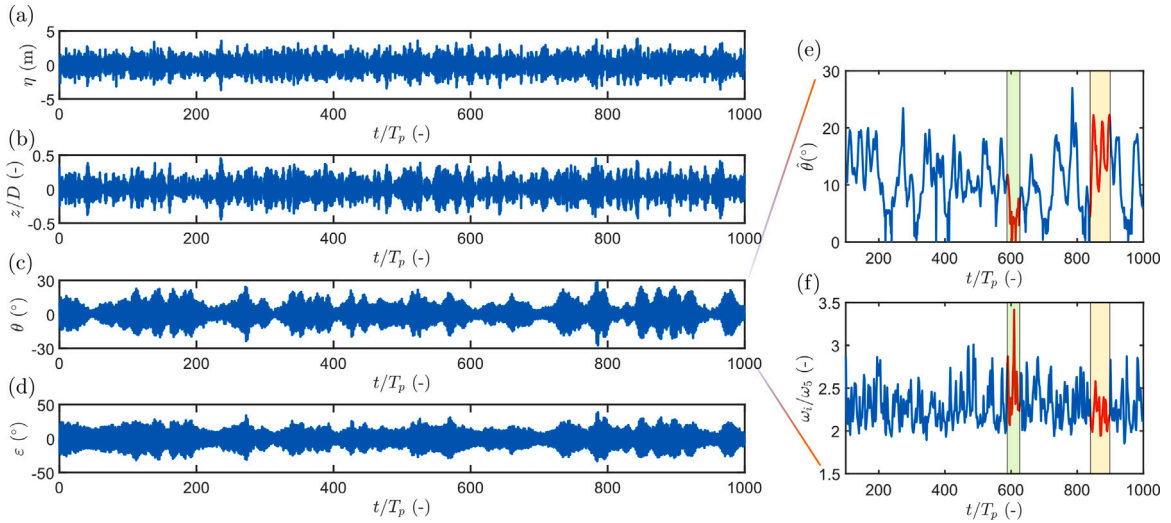 (a)
5
0
-5
η (m)
0 200 400 600 800 1000
t/T_p (-)
(b)
0.5
0
-0.5
z/D (-)
0 200 400 600 800 1000
t/T_p (-)
(c)
30
0
-30
θ (°)
0 200 400 600 800 1000
t/T_p (-)
(d)
50
0
-50
ε (°)
0 200 400 600 800 1000
t/T_p (-)
(e)
30
20
10
0
θ̂(°)
200 400 600 800 1000
t/T_p (-)
(f)
3.5
3
2.5
2
1.5
ω_i/ω_5 (-)
200 400 600 800 1000
t/T_p (-)